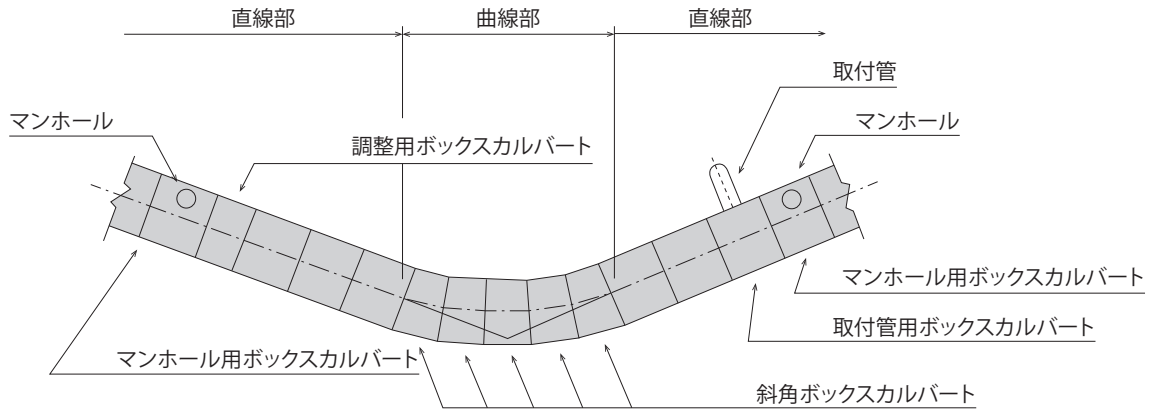 直線部
曲線部
直線部
取付管
マンホール
マンホール
調整用ボックスカルバート
マンホール用ボックスカルバート
取付管用ボックスカルバート
マンホール用ボックスカルバート
斜角ボックスカルバート